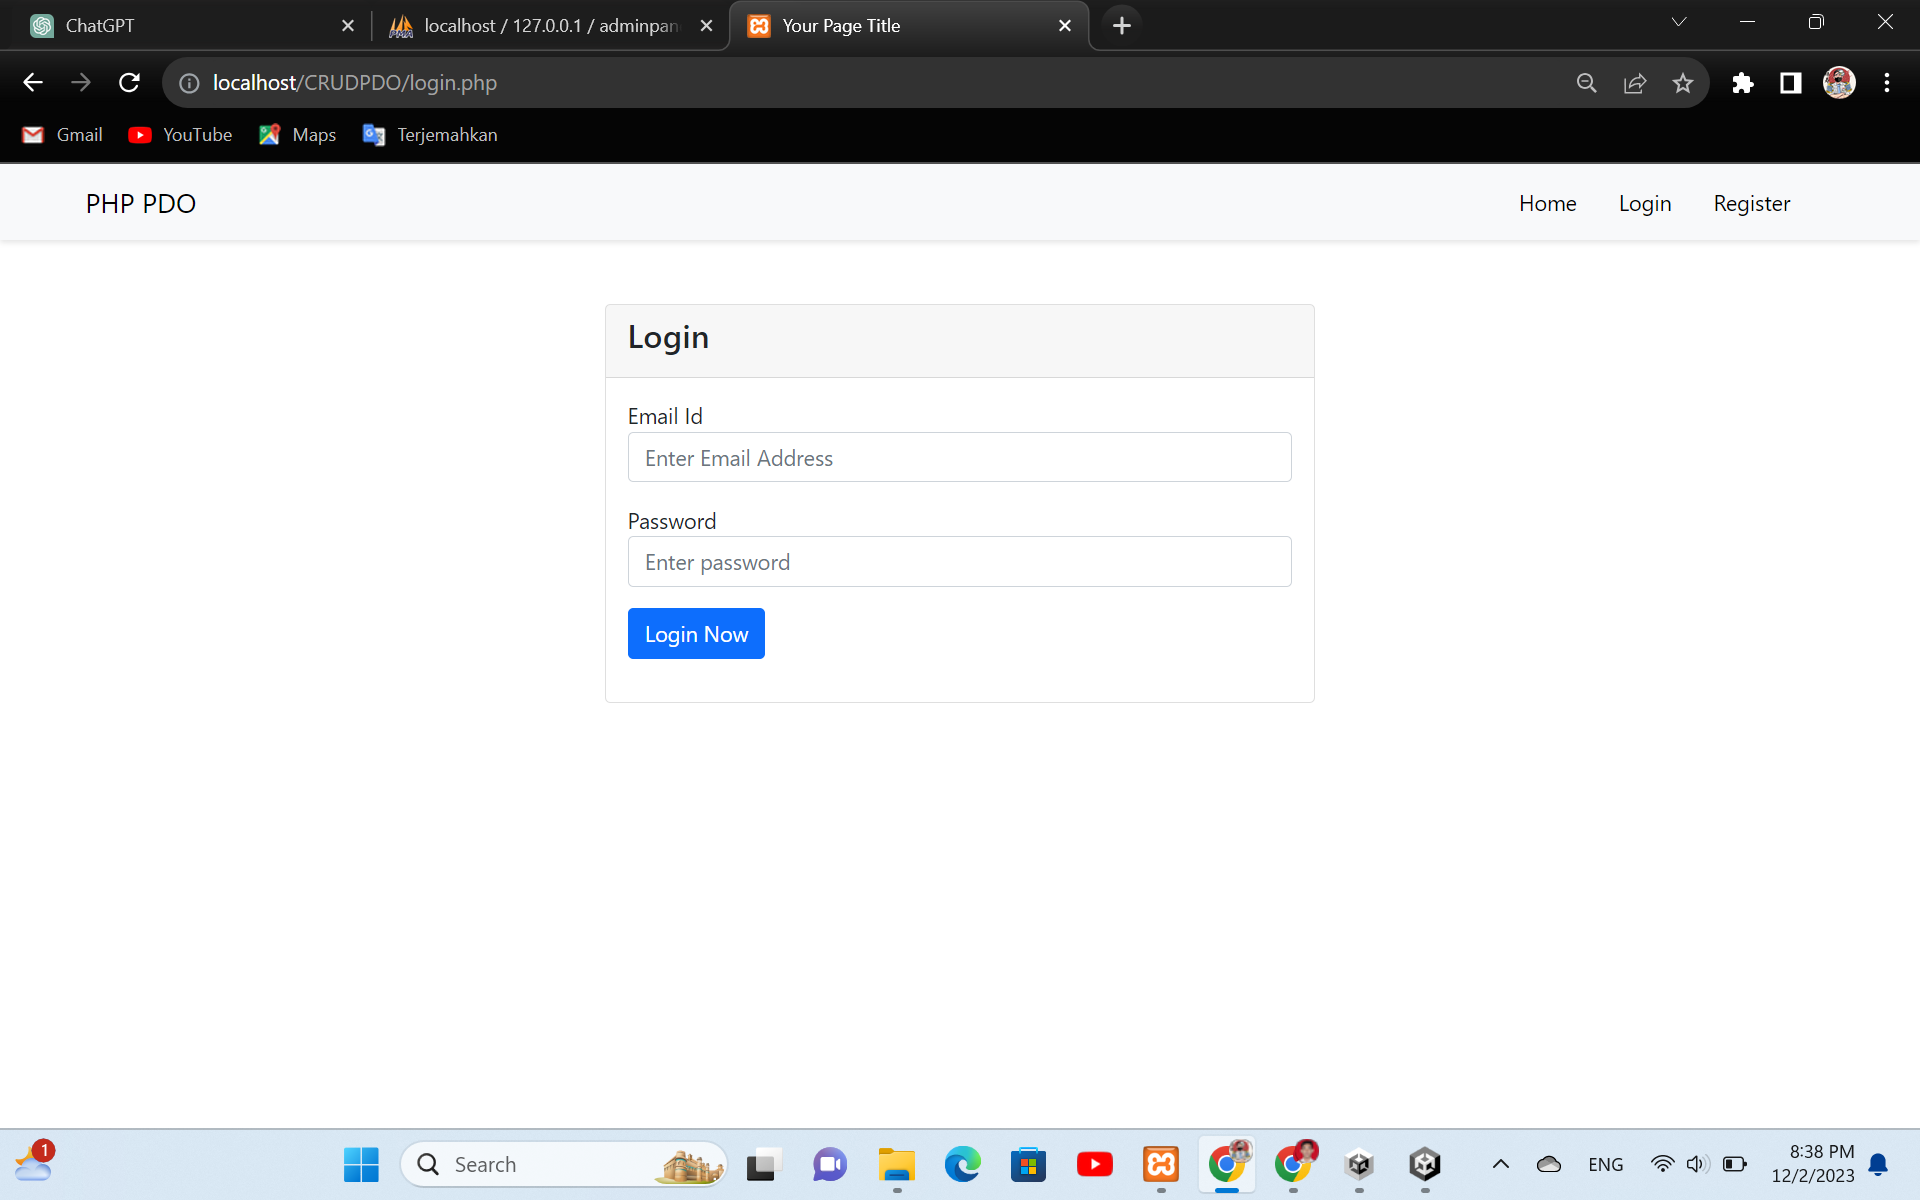 ChatGPT
localhost / 127.0.0.1 / adminpan
Your Page Title
localhost/CRUDPDO/login.php
Gmail
YouTube
Maps
Terjemahkan
PHP PDO
Home
Login
Register
Login
Email Id
Enter Email Address
Password
Enter password
Login Now
1
Search
ENG
8:38 PM
12/2/2023